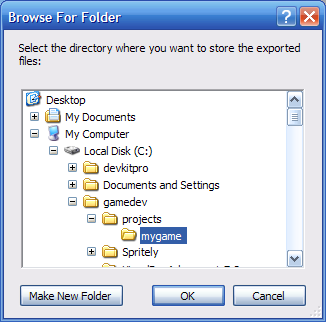 Browse For Folder
Select the directory where you want to store the exported
files:
Desktop
My Documents
My Computer
Local Disk (C:)
devkitpro
Documents and Settings
gamedev
projects
mygame
Spritely
Make New Folder
OK
Cancel